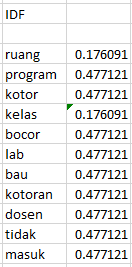 IDF
ruang 0.176091
program 0.477121
kotor 0.477121
kelas 0.176091
bocor 0.477121
lab 0.477121
bau 0.477121
kotoran 0.477121
dosen 0.477121
tidak 0.477121
masuk 0.477121